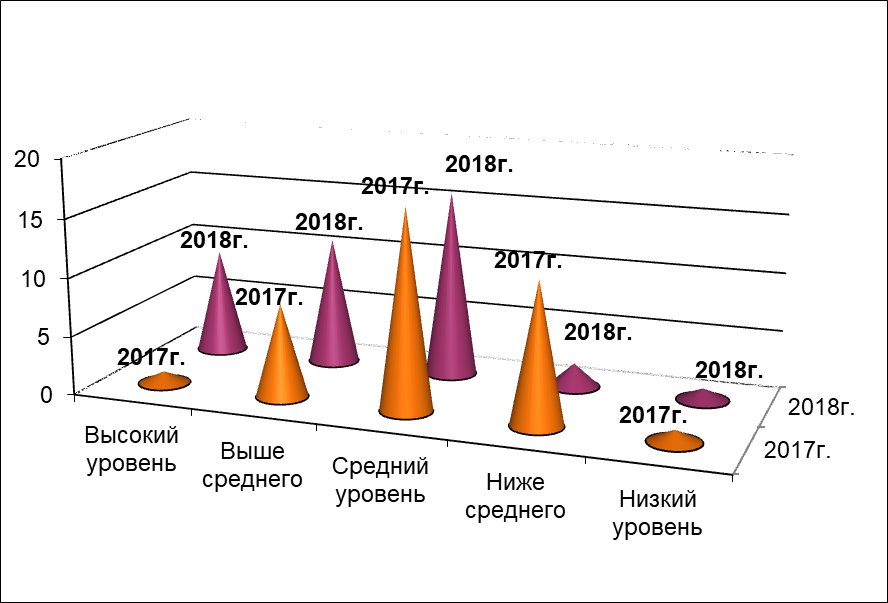 20
15
10
5
0
2018г.
2017г.
2018г.
2017г.
2018г.
2017г.
2017г.
2018г.
2018г.
2017г.
Высокий
уровень
Выше
среднего
Средний
уровень
Ниже
среднего
Низкий
уровень
2018г.
2017г.